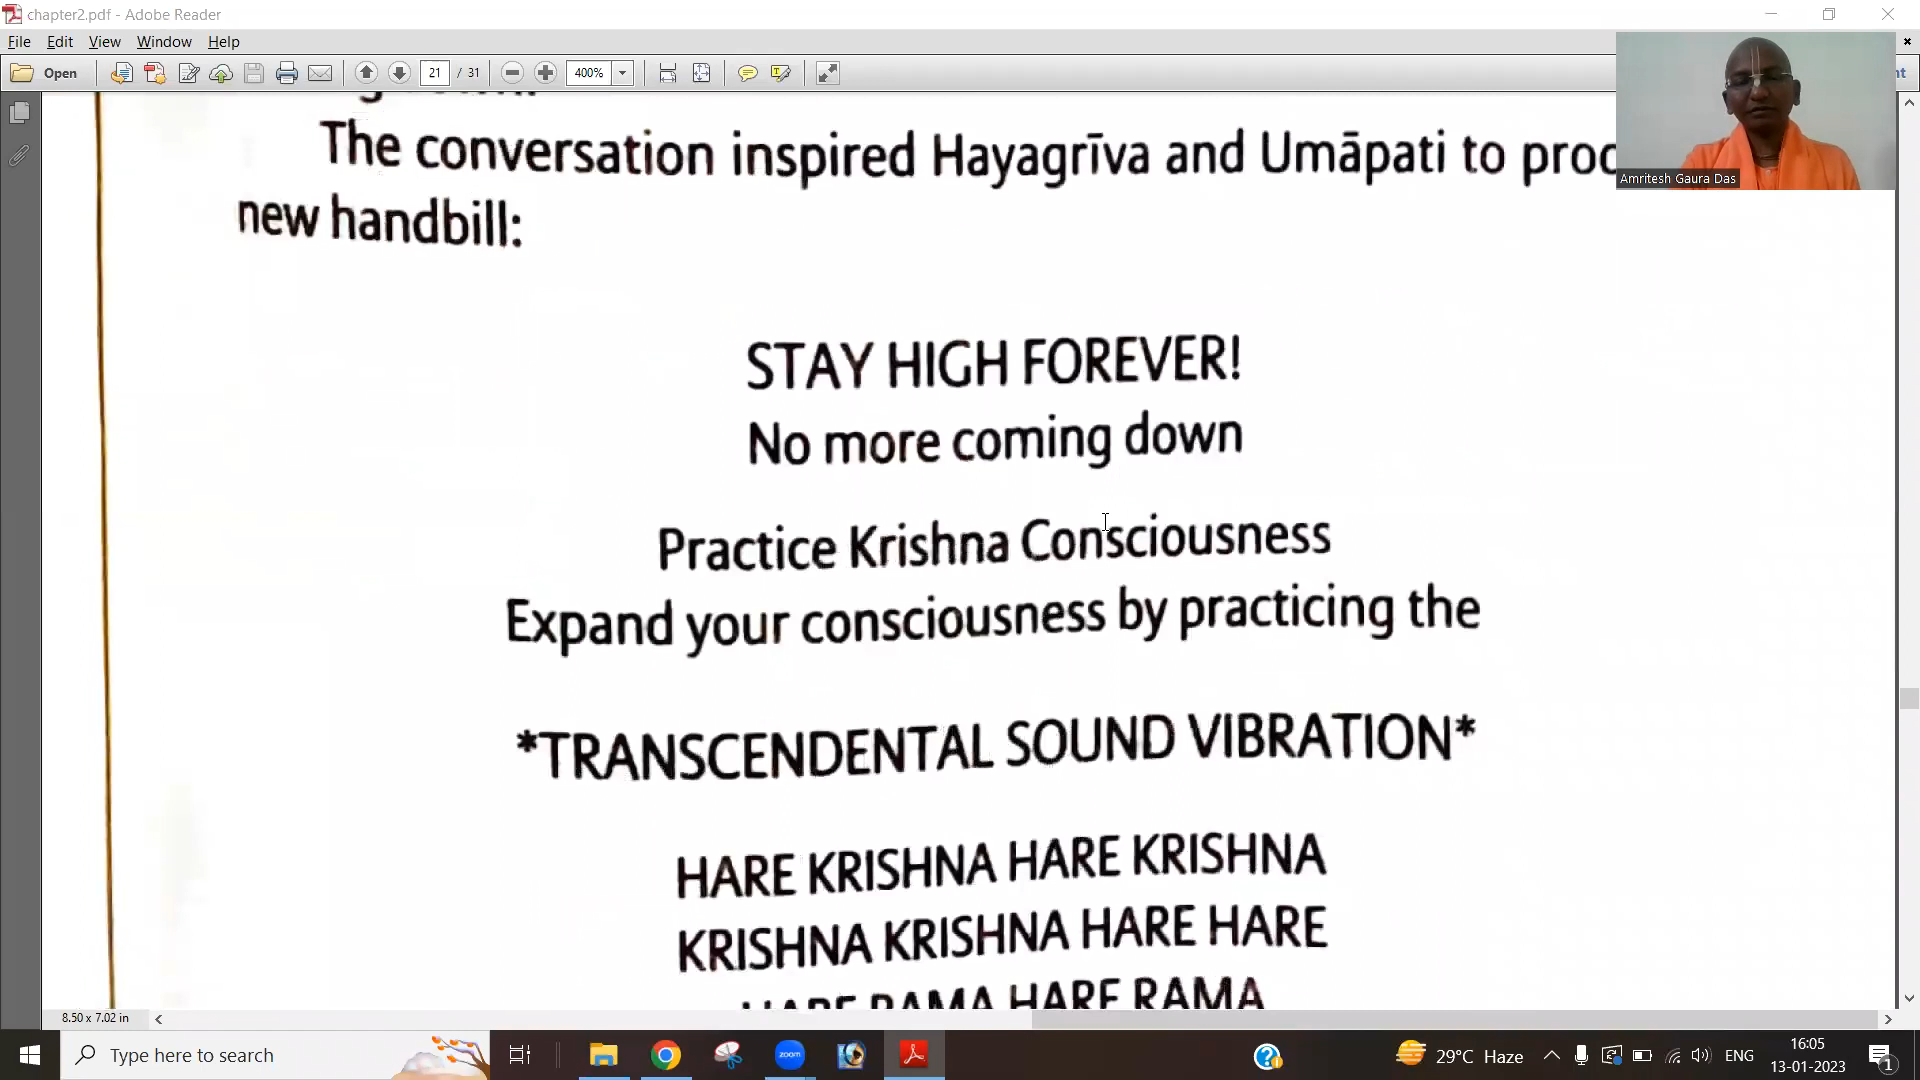 chapter2.pdf - Adobe Reader
File Edit View Window Help
Open 21 / 31 400%
The conversation inspired Hayagrīva and Umāpati to
new handbill:
STAY HIGH FOREVER!
No more coming down
Practice Krishna Consciousness
Expand your consciousness by practicing the
*TRANSCENDENTAL SOUND VIBRATION*
HARE KRISHNA HARE KRISHNA
KRISHNA KRISHNA HARE HARE
HARE RAMA HARE RAMA
Amritesh Gaura Das
8.50 x 7.02 in
Type here to search
zoom
29°C Haze
ENG
16:05
13-01-2023
1